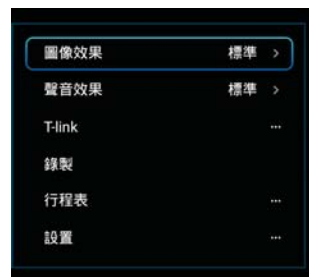 圖像效果 標準 >
聲音效果 標準 >
T-link ...
錄製
行程表 ...
設置 ...